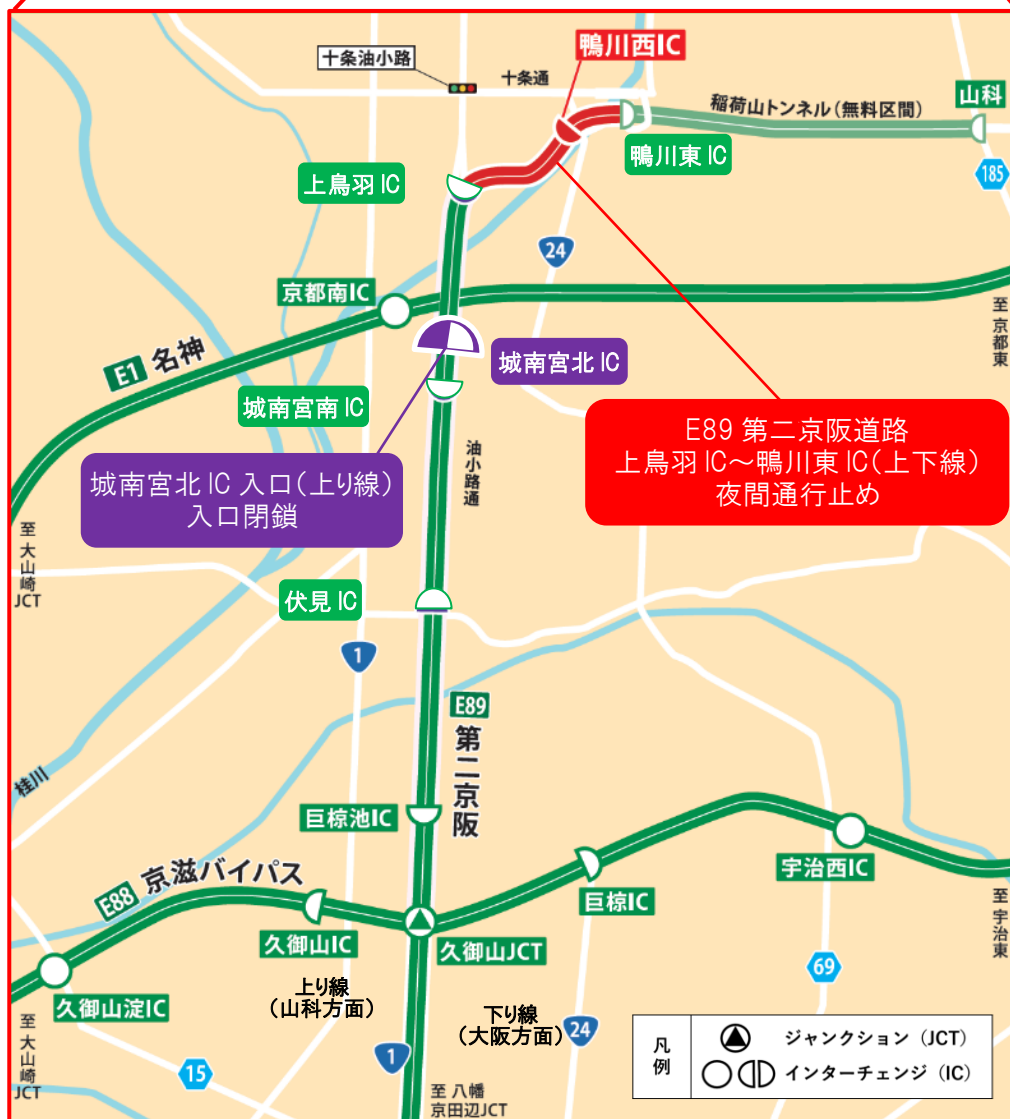 十条油小路
鴨川西IC
十条通
稲荷山トンネル(無料区間)
山科
鴨川東 IC
上鳥羽 IC
185
24
京都南IC
至 京都東
E1 名神
城南宮北 IC
城南宮南 IC
E89 第二京阪道路
上鳥羽 IC～鴨川東 IC(上下線)
夜間通行止め
油小路通
城南宮北 IC 入口(上り線)
入口閉鎖
至 大山崎JCT
伏見 IC
1
E89
第二京阪
桂川
巨椋池IC
宇治西IC
E88 京滋バイパス
巨椋IC
至 宇治東
久御山IC
久御山JCT
69
久御山淀IC
上り線
(山科方面)
下り線
(大阪方面)
24
至 大山崎JCT
1
15
至 八幡
京田辺JCT
凡例
ジャンクション (JCT)
インターチェンジ (IC)